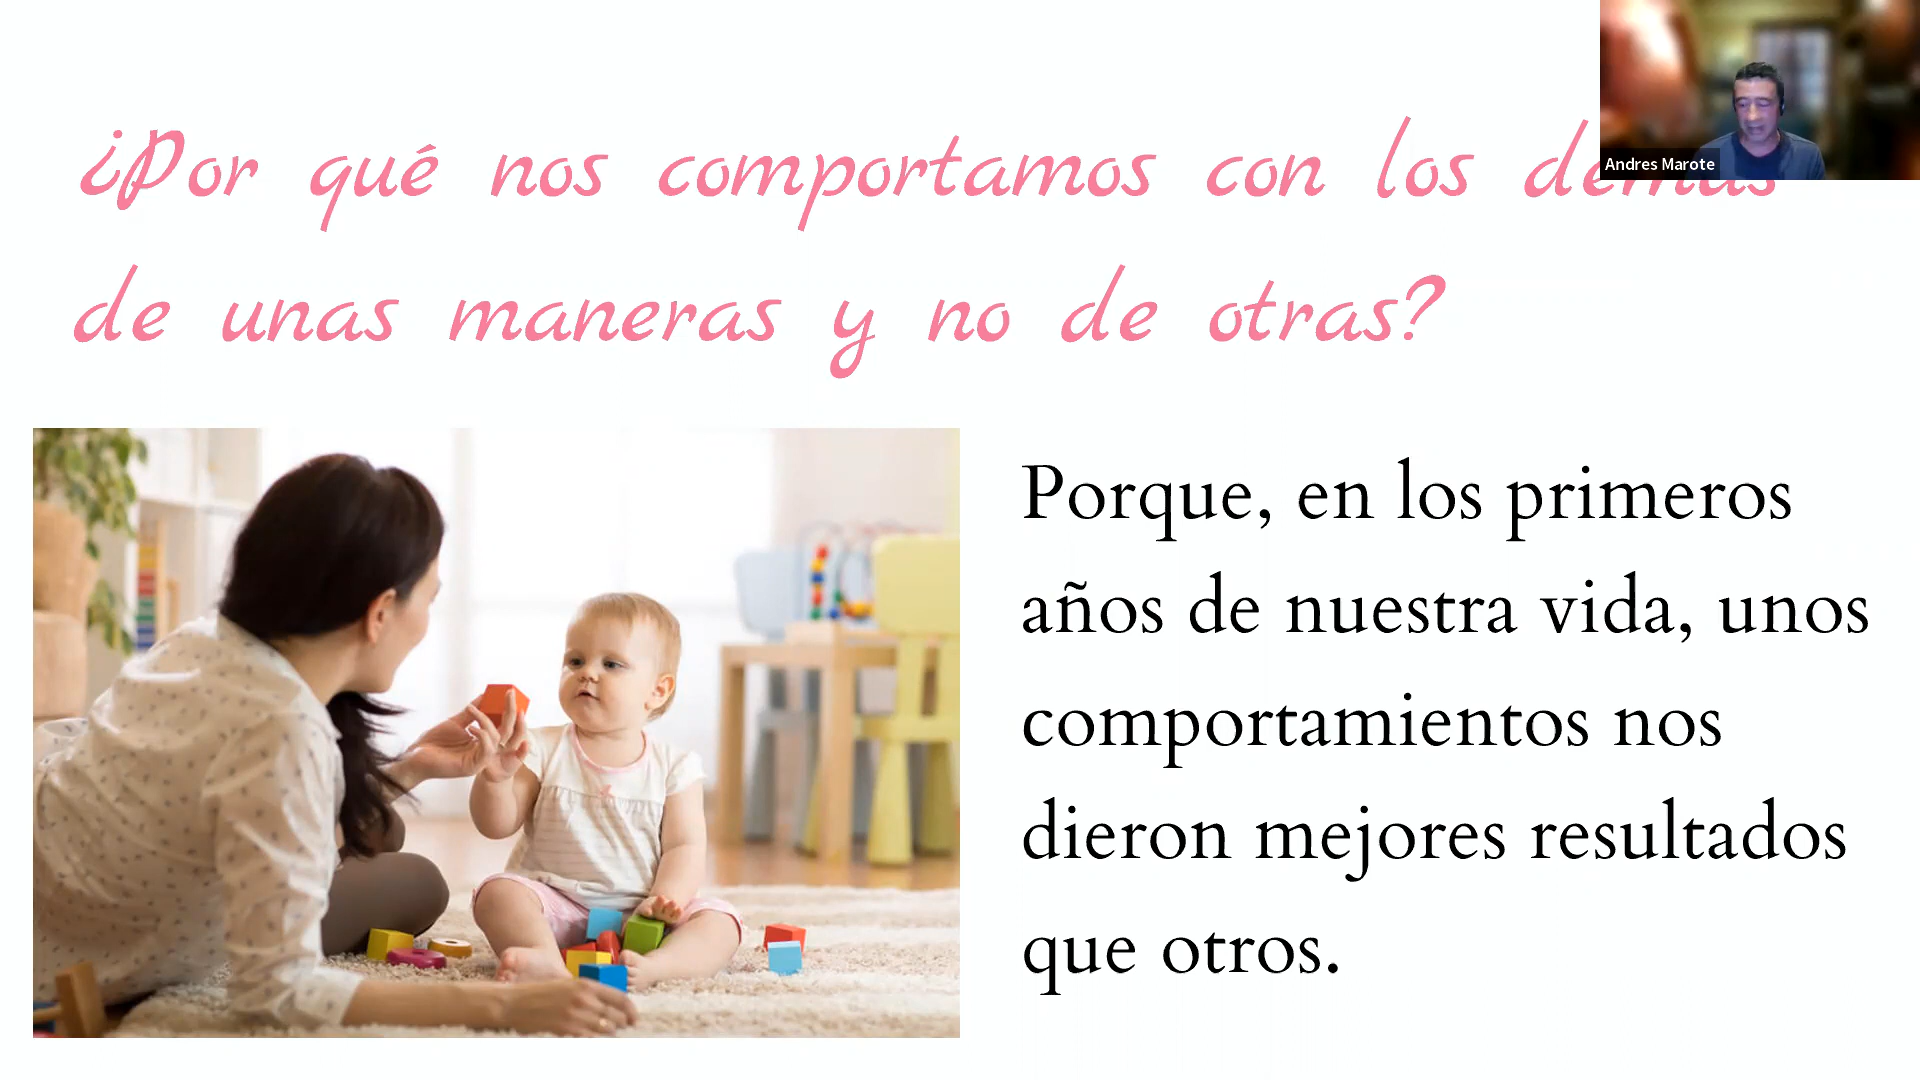 ¿Por qué nos comportamos con los demás
de unas maneras y no de otras?
Andres Marote
Porque, en los primeros
años de nuestra vida, unos
comportamientos nos
dieron mejores resultados
que otros.